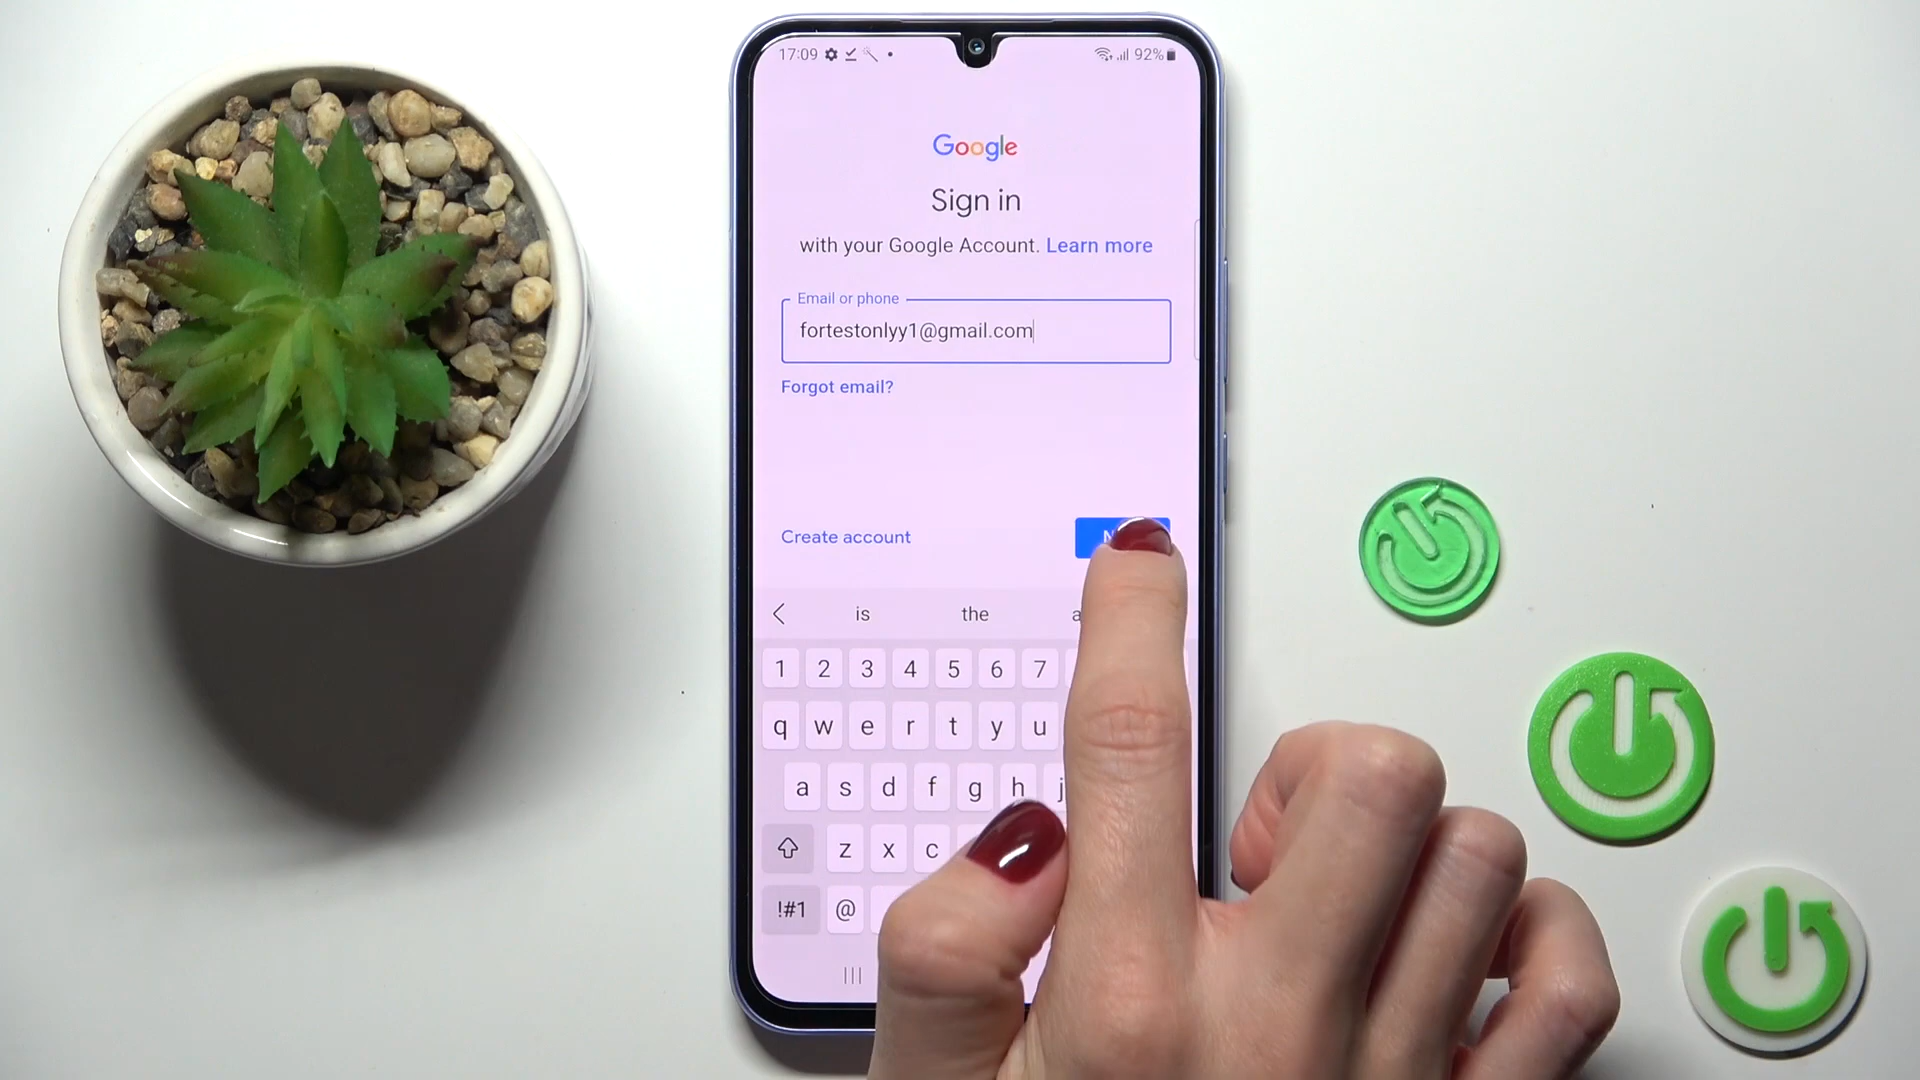 17:09 92%
Google
Sign in
with your Google Account. Learn more
Email or phone
fortestonlyy1@gmail.com
Forgot email?
Create account
is the
1 2 3 4 5 6 7
q w e r t y u
a s d f g h j
z x c
!#1 @